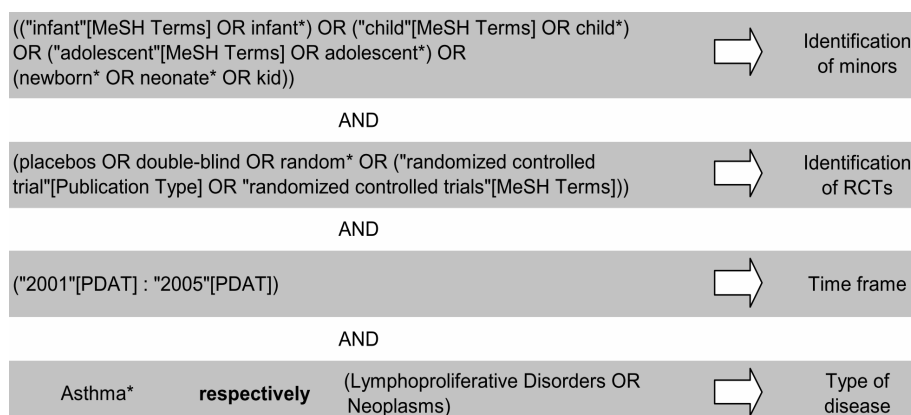 (("infant"[MeSH Terms] OR infant*) OR ("child"[MeSH Terms] OR child*)
OR ("adolescent"[MeSH Terms] OR adolescent*) OR
(newborn* OR neonate* OR kid))
Identification
of minors
AND
(placebos OR double-blind OR random* OR ("randomized controlled
trial"[Publication Type] OR "randomized controlled trials"[MeSH Terms]))
Identification
of RCTs
AND
("2001"[PDAT] : "2005"[PDAT])
Time frame
AND
Asthma*
respectively
(Lymphoproliferative Disorders OR
Neoplasms)
Type of
disease